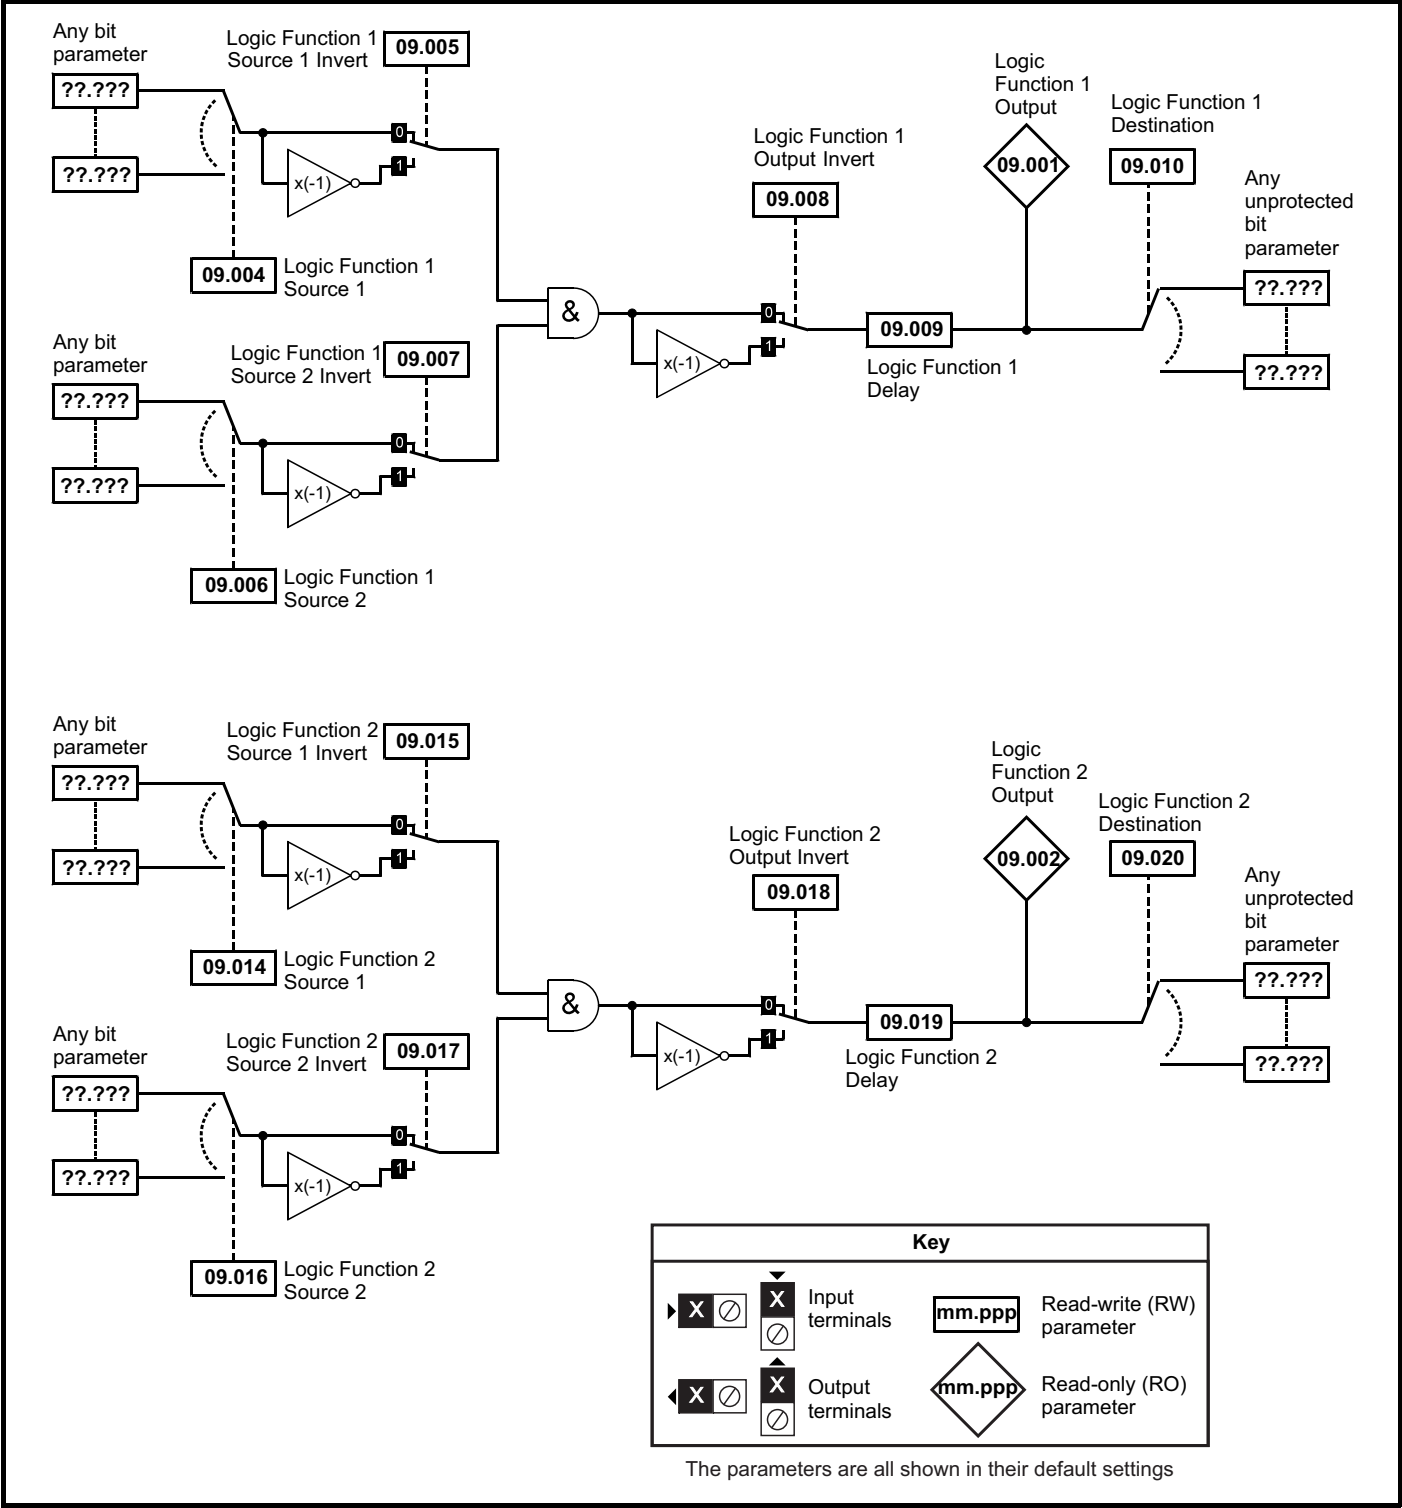 Any bit
parameter
??.???
??.???
Logic Function 1
Source 1 Invert
09.005
0
1
x(-1)
09.004
Logic Function 1
Source 1
Any bit
parameter
??.???
??.???
Logic Function 1
Source 2 Invert
09.007
0
1
x(-1)
09.006
Logic Function 1
Source 2
&
x(-1)
Logic Function 1
Output Invert
09.008
0
1
09.009
Logic Function 1
Delay
Logic
Function 1
Output
09.001
Logic Function 1
Destination
09.010
Any
unprotected
bit
parameter
??.???
??.???
Any bit
parameter
??.???
??.???
Logic Function 2
Source 1 Invert
09.015
0
1
x(-1)
09.014
Logic Function 2
Source 1
Any bit
parameter
??.???
??.???
Logic Function 2
Source 2 Invert
09.017
0
1
x(-1)
09.016
Logic Function 2
Source 2
&
x(-1)
Logic Function 2
Output Invert
09.018
0
1
09.019
Logic Function 2
Delay
Logic
Function 2
Output
09.002
Logic Function 2
Destination
09.020
Any
unprotected
bit
parameter
??.???
??.???
Key
X
X
Input
terminals
mm.ppp
Read-write (RW)
parameter
X
X
Output
terminals
mm.ppp
Read-only (RO)
parameter
The parameters are all shown in their default settings